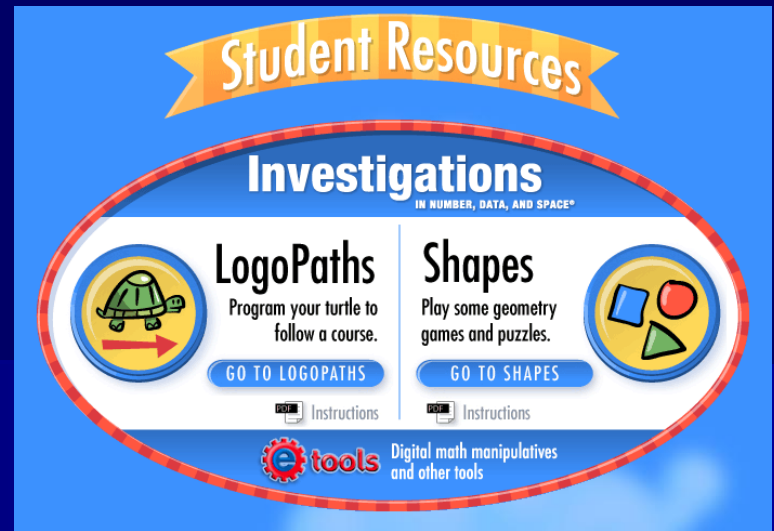 Student Resources
Investigations
IN NUMBER, DATA, AND SPACE®
LogoPaths
Program your turtle to
follow a course.
GO TO LOGOPATHS
PDF Instructions
Shapes
Play some geometry
games and puzzles.
GO TO SHAPES
PDF Instructions
e tools
Digital math manipulatives
and other tools